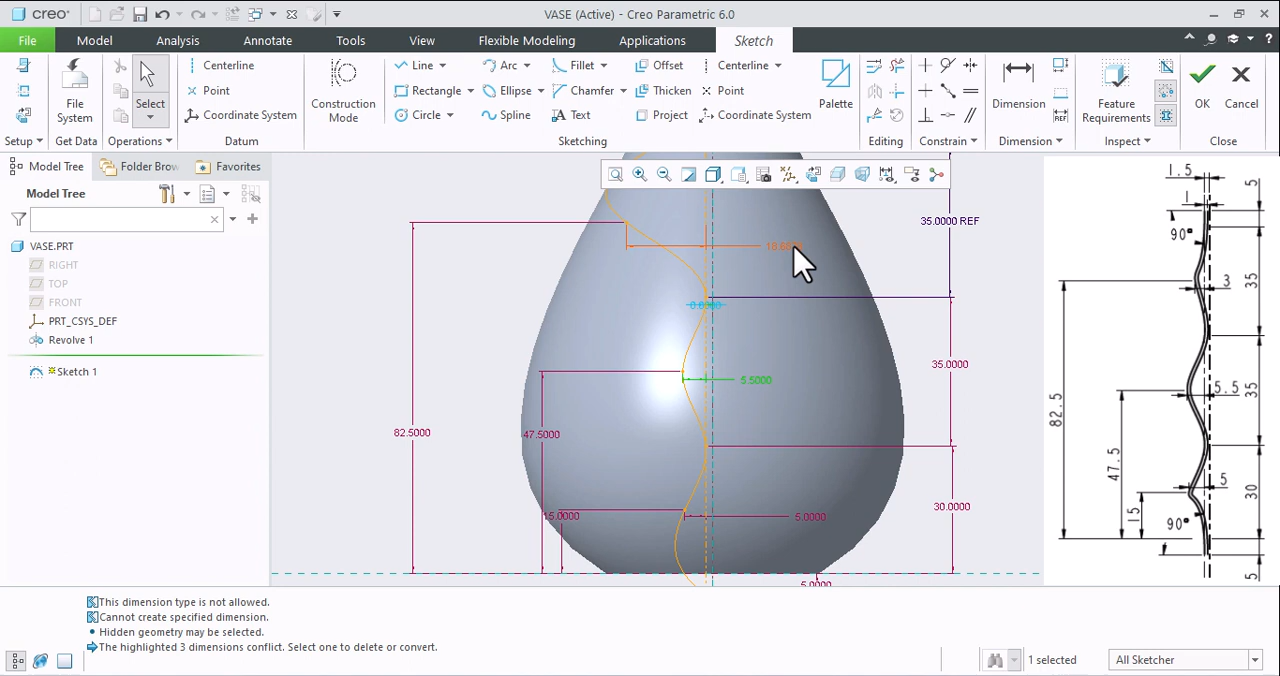 creo
VASE (Active) - Creo Parametric 6.0
File Model Analysis Annotate Tools View Flexible Modeling Applications Sketch
Setup
File System
Get Data
Select
Operations
Centerline
Point
Coordinate System
Datum
Construction Mode
Line Arc Fillet Offset Centerline
Rectangle Ellipse Chamfer Thicken Point
Circle Spline Text Project Coordinate System
Palette
Sketching
Editing
Constrain
Dimension
Dimension
Feature Requirements
Inspect
OK Cancel
Close
Model Tree Folder Brow Favorites
Model Tree
VASE.PRT
RIGHT
TOP
FRONT
PRT_CSYS_DEF
Revolve 1
Sketch 1
35.0000 REF
35.0000
5.5000
82.5000
47.5000
15.0000
5.0000
30.0000
5.0000
1.5
5
1
90°
3
35
5.5
35
82.5
47.5
5
30
15
90°
5
This dimension type is not allowed.
Cannot create specified dimension.
Hidden geometry may be selected.
The highlighted 3 dimensions conflict. Select one to delete or convert.
1 selected
All Sketcher